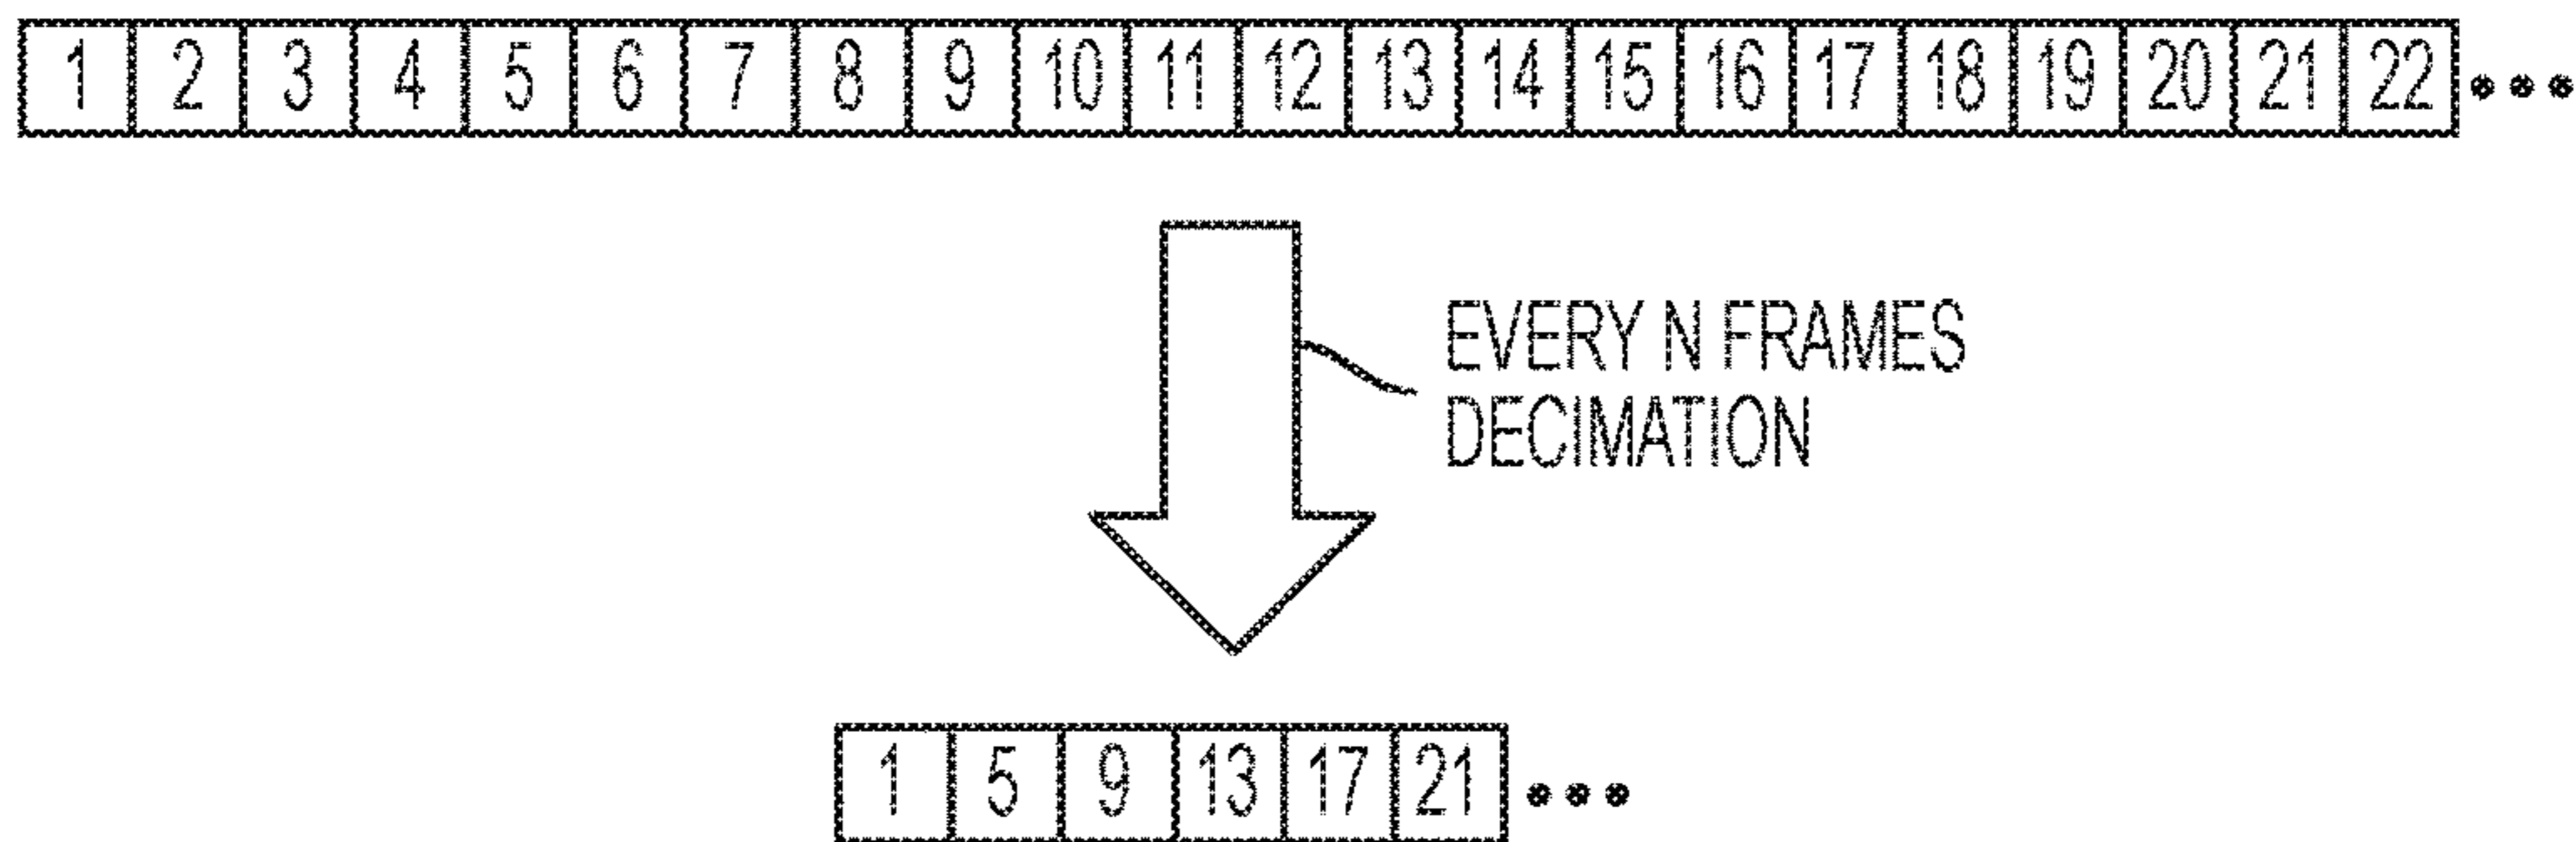 1 2 3 4 5 6 7 8 9 10 11 12 13 14 15 16 17 18 19 20 21 22 •••
EVERY N FRAMES
DECIMATION
1 5 9 13 17 21 •••